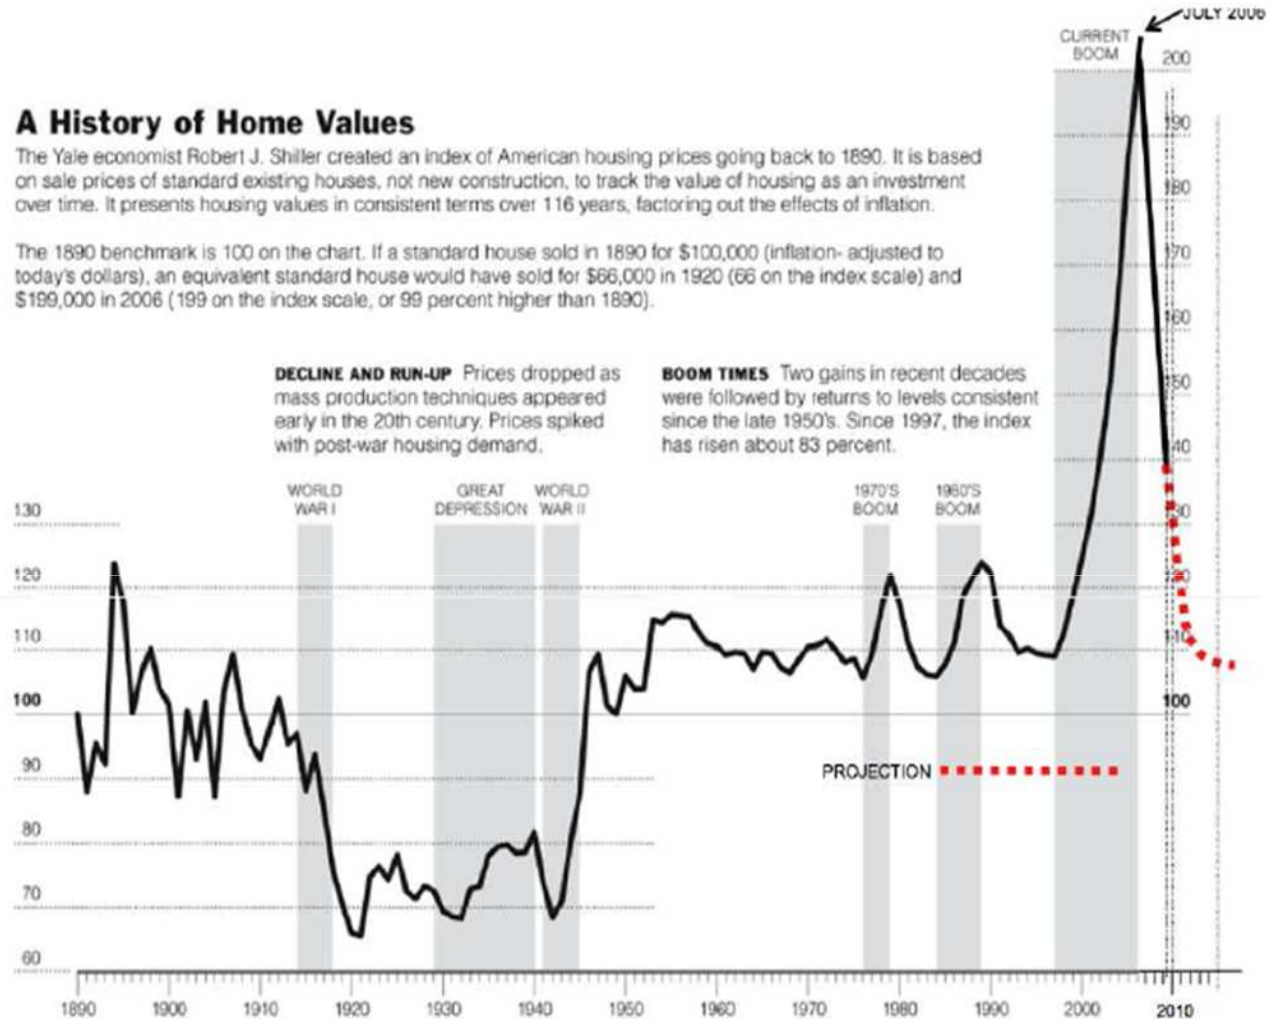 JULY 2006
CURRENT
BOOM
200
A History of Home Values
The Yale economist Robert J. Shiller created an index of American housing prices going back to 1890. It is based
on sale prices of standard existing houses, not new construction, to track the value of housing as an investment
over time. It presents housing values in consistent terms over 116 years, factoring out the effects of inflation.
The 1890 benchmark is 100 on the chart. If a standard house sold in 1890 for $100,000 (inflation- adjusted to
today's dollars), an equivalent standard house would have sold for $66,000 in 1920 (66 on the index scale) and
$199,000 in 2006 (199 on the index scale, or 99 percent higher than 1890).
190
180
170
160
150
140
130
120
110
100
DECLINE AND RUN-UP Prices dropped as
mass production techniques appeared
early in the 20th century. Prices spiked
with post-war housing demand.
BOOM TIMES Two gains in recent decades
were followed by returns to levels consistent
since the late 1950's. Since 1997, the index
has risen about 83 percent.
WORLD
WAR I
GREAT
DEPRESSION
WORLD
WAR II
1970'S
BOOM
1980'S
BOOM
130
120
110
100
90
80
70
60
PROJECTION
1890 1900 1910 1920 1930 1940 1950 1960 1970 1980 1990 2000 2010